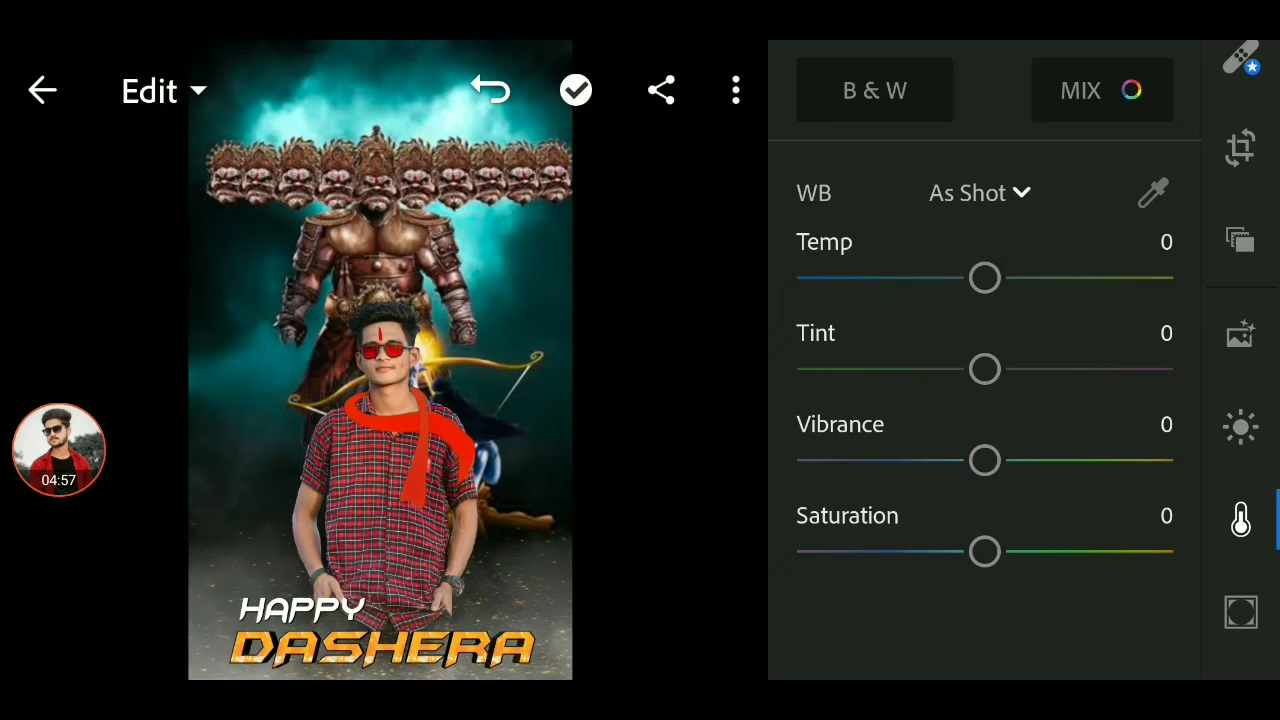 Edit
B & W
MIX
WB
As Shot
Temp
0
Tint
0
Vibrance
0
Saturation
0
04:57
HAPPY
DASHERA